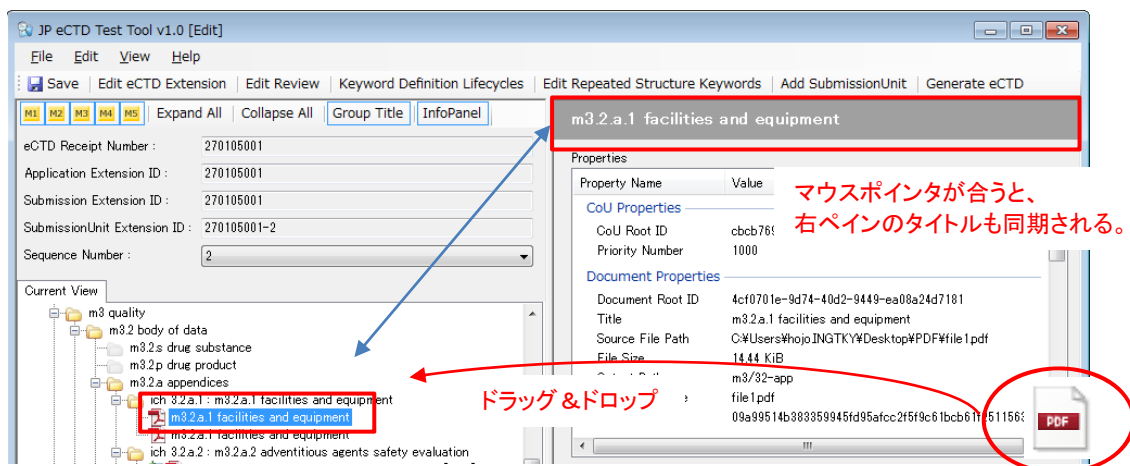 JP eCTD Test Tool v1.0 [Edit]
File Edit View Help
Save Edit eCTD Extension Edit Review Keyword Definition Lifecycles Edit Repeated Structure Keywords Add SubmissionUnit Generate eCTD
M1 M2 M3 M4 M5 Expand All Collapse All Group Title InfoPanel
eCTD Receipt Number : 270105001
Application Extension ID : 270105001
Submission Extension ID : 270105001
SubmissionUnit Extension ID : 270105001-2
Sequence Number : 2
Current View
m3 quality
m3.2 body of data
m3.2.s drug substance
m3.2.p drug product
m3.2.a appendices
ich 3.2.a.1 : m3.2.a.1 facilities and equipment
m3.2.a.1 facilities and equipment
m3.2.a.1 facilities and equipment
ich 3.2.a.2 : m3.2.a.2 adventitious agents safety evaluation
m3.2.a.1 facilities and equipment
Properties
Property Name Value
CoU Properties
CoU Root ID cbcb769
Priority Number 1000
マウスポインタが合うと、
右ペインのタイトルも同期される。
Document Properties
Document Root ID 4cf0701e-9d74-40d2-9449-ea08a24d7181
Title m3.2.a.1 facilities and equipment
Source File Path C:¥Users¥hojo.INGTKY¥Desktop¥PDF¥file1.pdf
File Size 14.44 KiB
m3/32-app
file1.pdf
ドラッグ&ドロップ
PDF